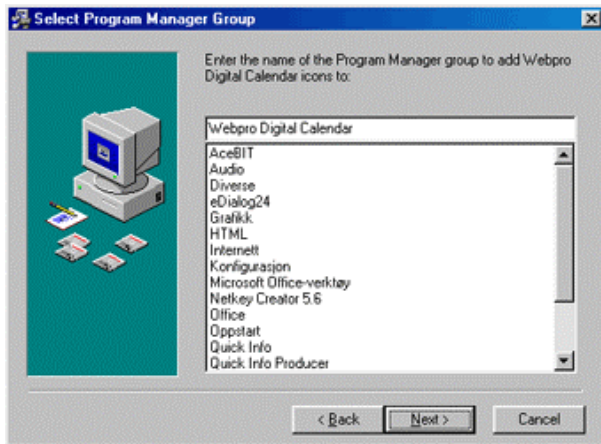 Select Program Manager Group
Enter the name of the Program Manager group to add Webpro
Digital Calendar icons to:
Webpro Digital Calendar
AceBIT
Audio
Diverse
eDialog24
Grafikk
HTML
Internett
Konfigurasjon
Microsoft Office-verktøy
Netkey Creator 5.6
Office
Oppstart
Quick Info
Quick Info Producer
< Back
Next >
Cancel